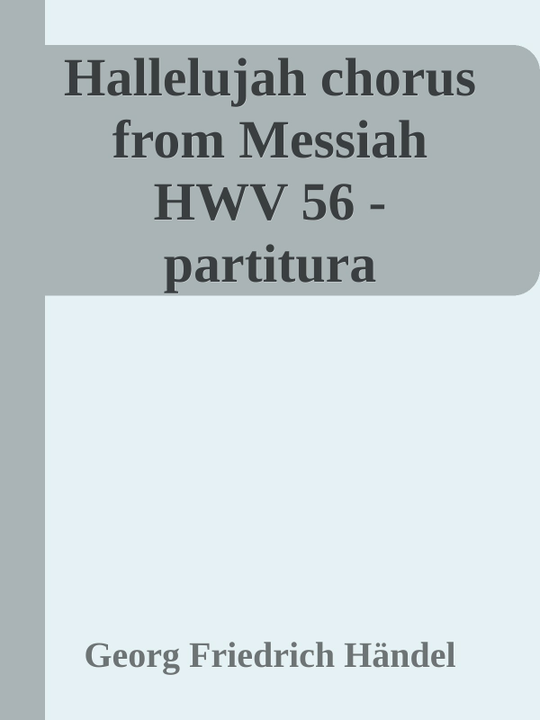 Hallelujah chorus
from Messiah
HWV 56 -
partitura
Georg Friedrich Händel